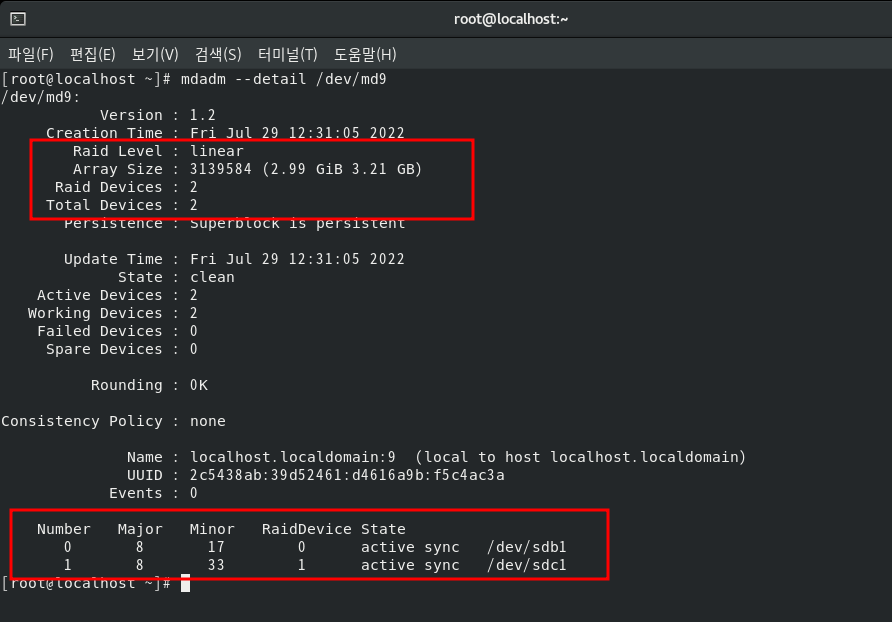 root@localhost:~
파일(F) 편집(E) 보기(V) 검색(S) 터미널(T) 도움말(H)
[root@localhost ~]# mdadm --detail /dev/md9
/dev/md9:
Version : 1.2
Creation Time : Fri Jul 29 12:31:05 2022
Raid Level : linear
Array Size : 3139584 (2.99 GiB 3.21 GB)
Raid Devices : 2
Total Devices : 2
Persistence : Superblock is persistent
Update Time : Fri Jul 29 12:31:05 2022
State : clean
Active Devices : 2
Working Devices : 2
Failed Devices : 0
Spare Devices : 0
Rounding : 0K
Consistency Policy : none
Name : localhost.localdomain:9 (local to host localhost.localdomain)
UUID : 2c5438ab:39d52461:d4616a9b:f5c4ac3a
Events : 0
Number Major Minor RaidDevice State
0 8 17 0 active sync /dev/sdb1
1 8 33 1 active sync /dev/sdc1
[root@localhost ~]#